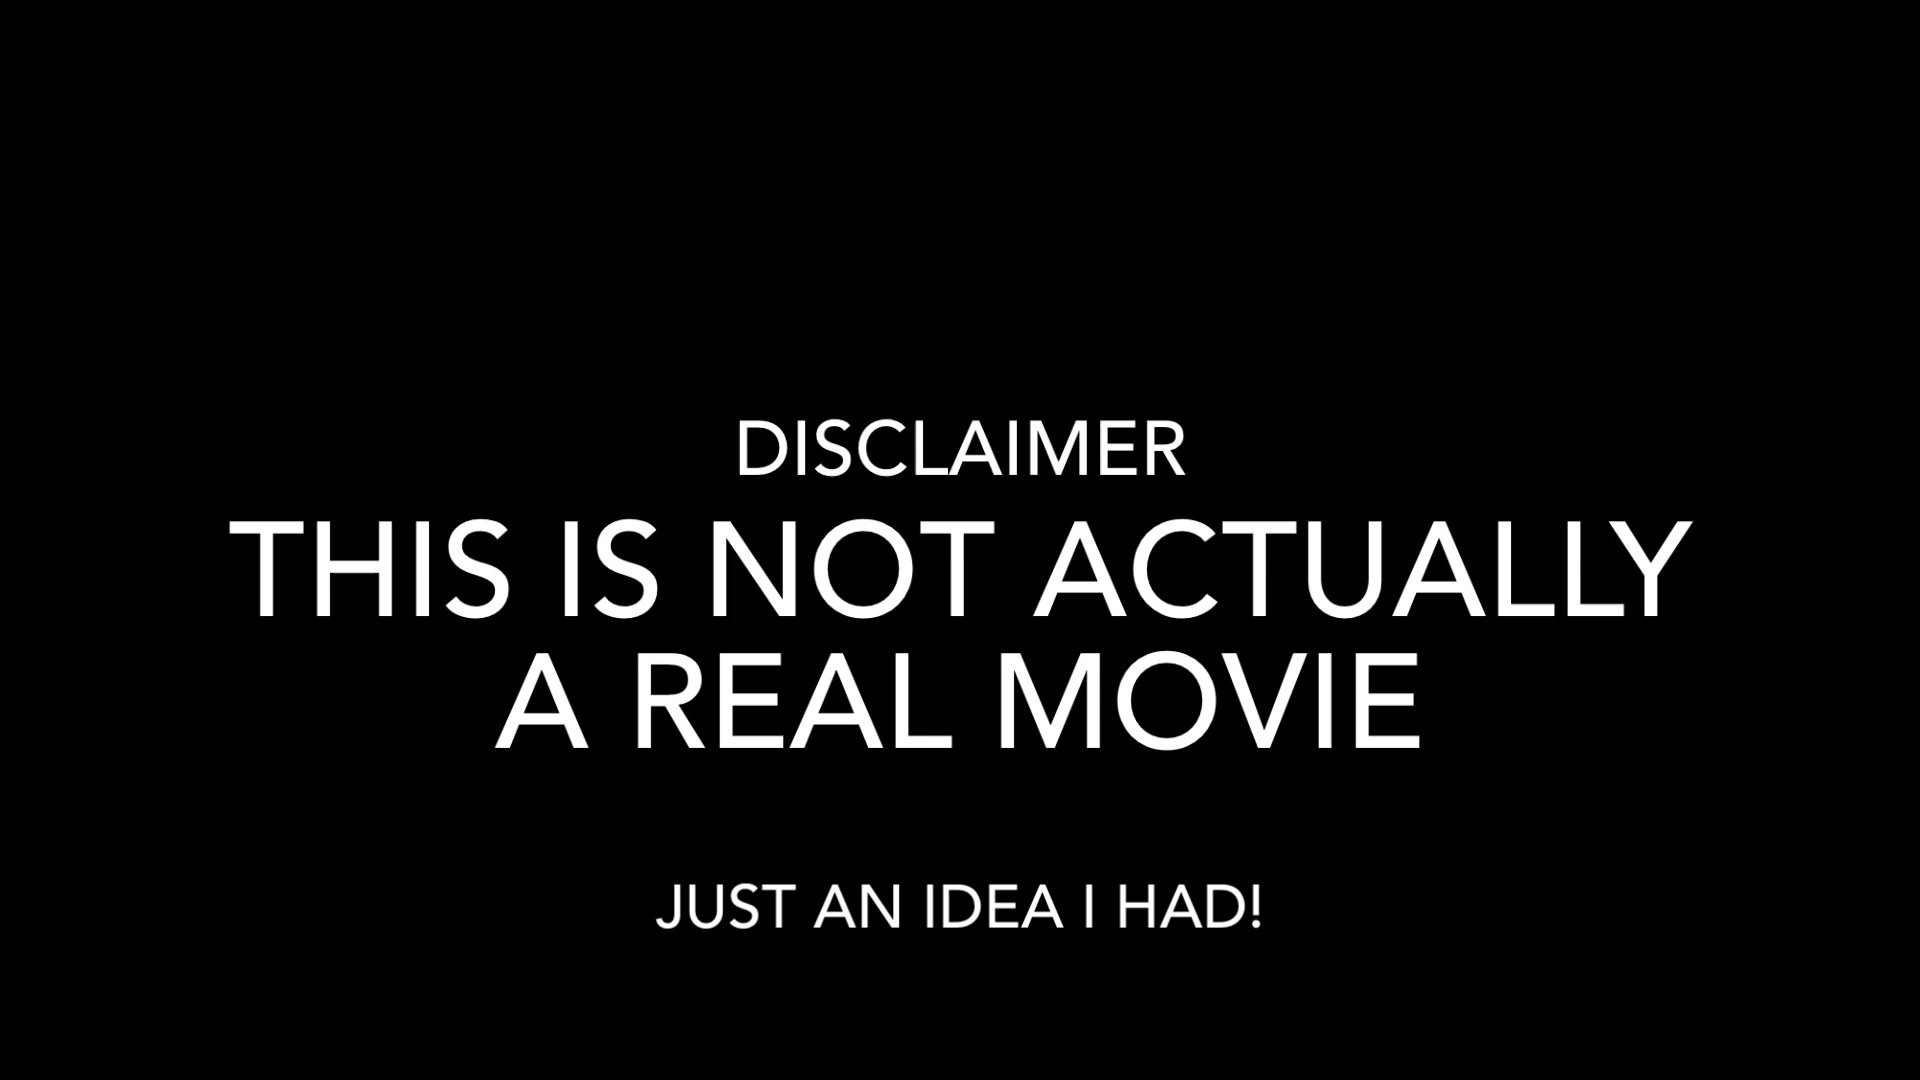 DISCLAIMER
THIS IS NOT ACTUALLY
A REAL MOVIE
JUST AN IDEA I HAD!